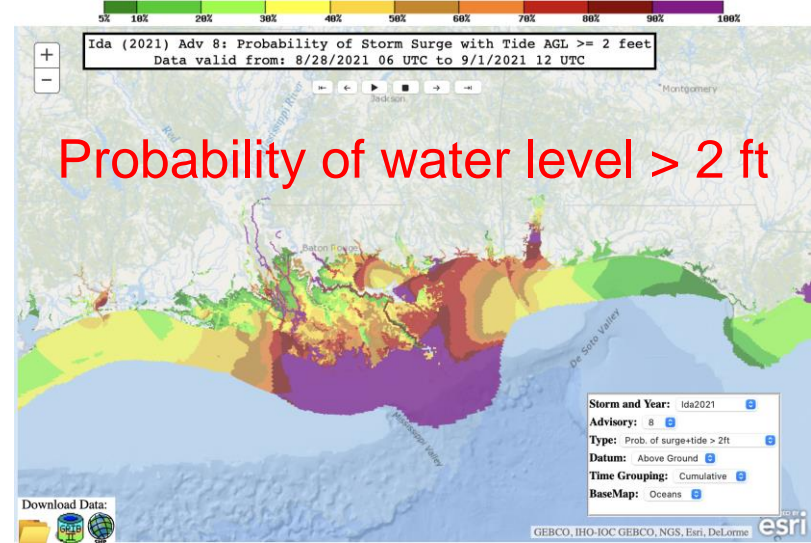 5% 10% 20% 30% 40% 50% 60% 70% 80% 90% 100%
Ida (2021) Adv 8: Probability of Storm Surge with Tide AGL >= 2 feet
Data valid from: 8/28/2021 06 UTC to 9/1/2021 12 UTC
Jackson
Montgomery
Mississippi River
Red
Probability of water level > 2 ft
Baton Rouge
De Soto Valley
Mississippi Valley
Storm and Year: Ida2021
Advisory: 8
Type: Prob. of surge+tide > 2ft
Datum: Above Ground
Time Grouping: Cumulative
BaseMap: Oceans
Download Data:
GRIB
GEBCO, IHO-IOC GEBCO, NGS, Esri, DeLorme
esri